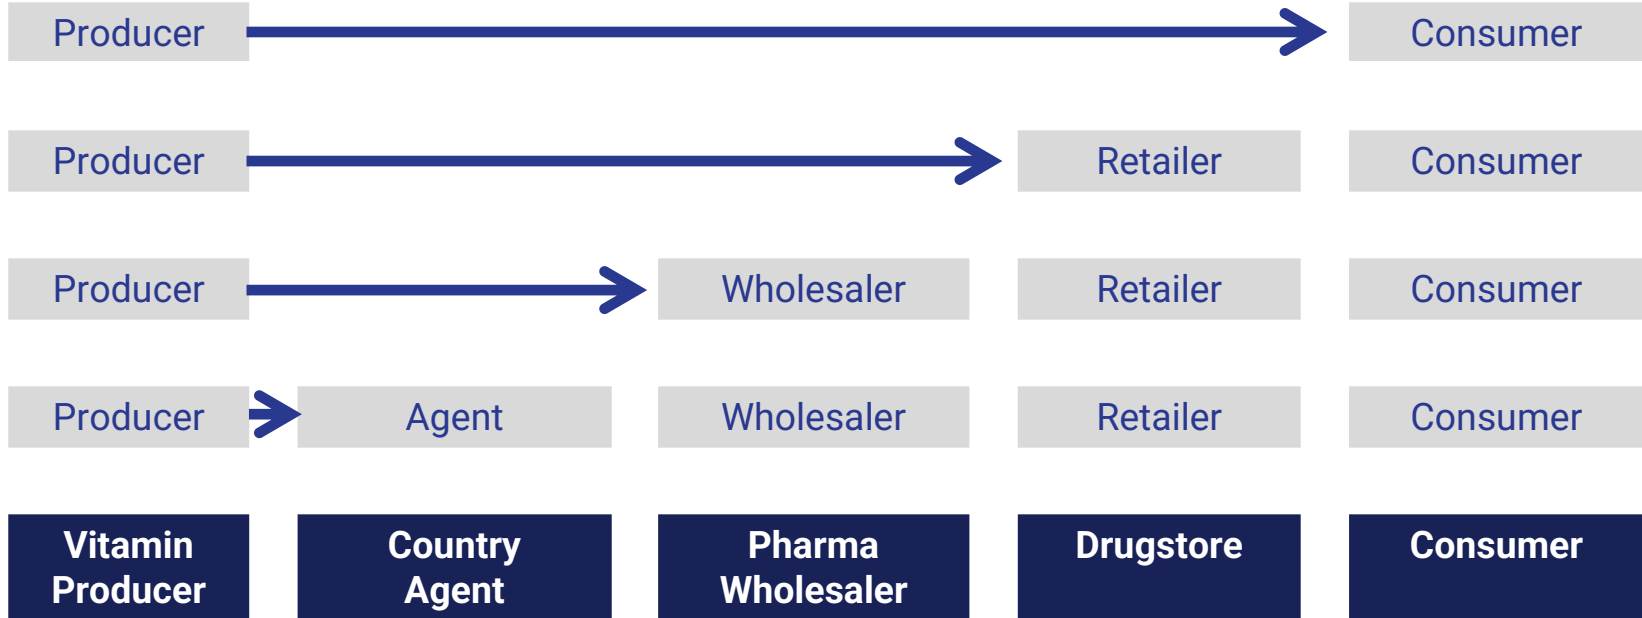 Producer Consumer
Producer Retailer Consumer
Producer Wholesaler Retailer Consumer
Producer Agent Wholesaler Retailer Consumer
Vitamin Country Pharma Drugstore Consumer
Producer Agent Wholesaler